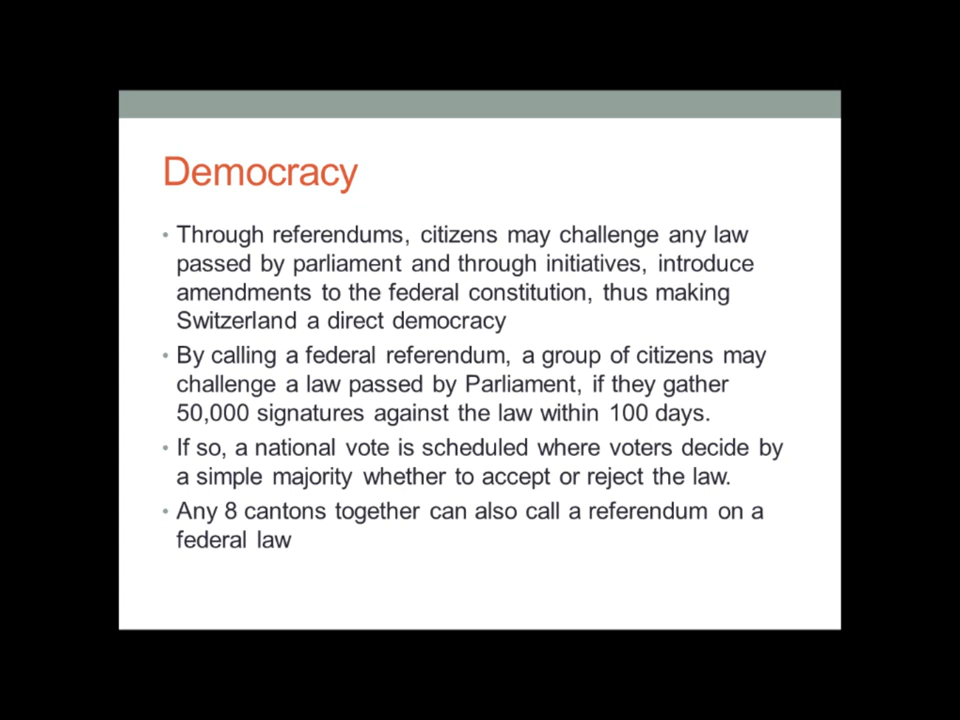 Democracy
• Through referendums, citizens may challenge any law
passed by parliament and through initiatives, introduce
amendments to the federal constitution, thus making
Switzerland a direct democracy
• By calling a federal referendum, a group of citizens may
challenge a law passed by Parliament, if they gather
50,000 signatures against the law within 100 days.
• If so, a national vote is scheduled where voters decide by
a simple majority whether to accept or reject the law.
• Any 8 cantons together can also call a referendum on a
federal law